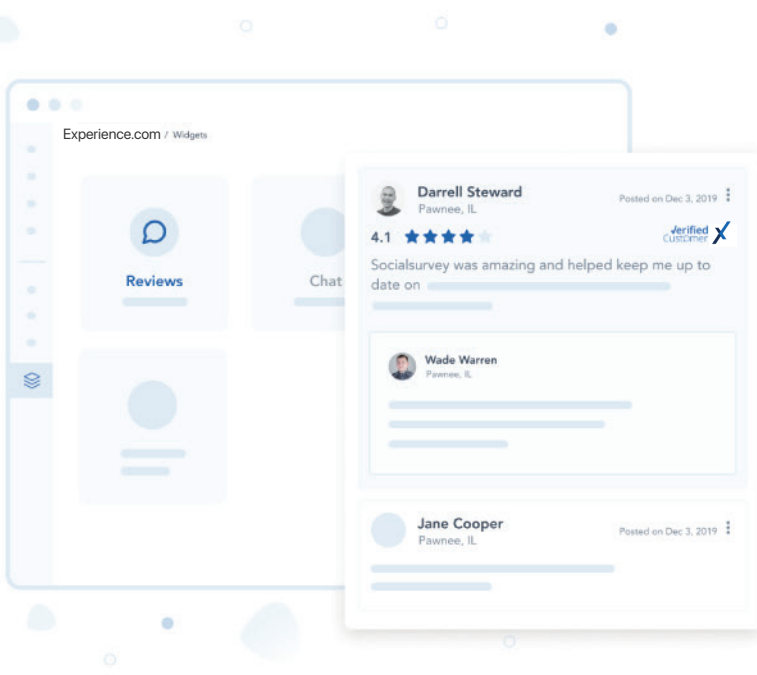 Experience.com / Widgets
Reviews
Chat
Darrell Steward
Pawnee, IL
Posted on Dec 3, 2019
4.1
Verified
Customer
Socialsurvey was amazing and helped keep me up to
date on
Wade Warren
Pawnee, IL
Jane Cooper
Pawnee, IL
Posted on Dec 3, 2019